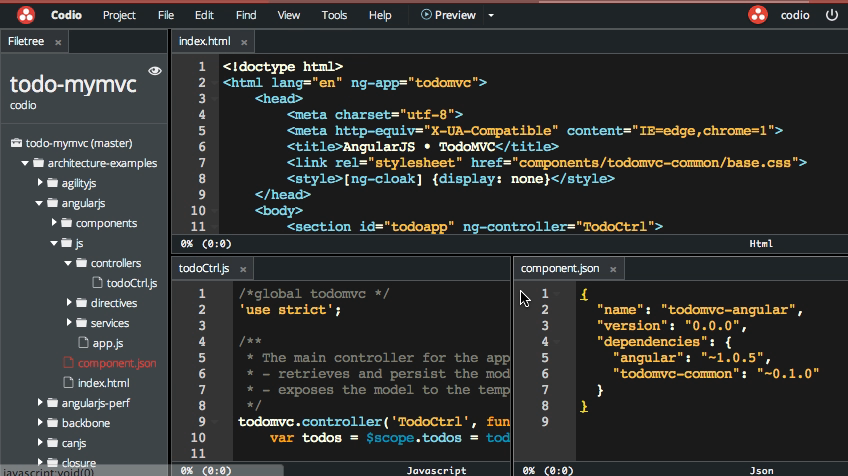 Codio Project File Edit Find View Tools Help Preview codio
Filetree ×
todo-mymvc
codio
todo-mymvc (master)
architecture-examples
agilityjs
angularjs
components
js
controllers
todoCtrl.js
directives
services
app.js
component.json
index.html
angularjs-perf
backbone
canjs
closure
javascript:void(0)
index.html ×
1 <!doctype html>
2 <html lang="en" ng-app="todomvc">
3 <head>
4 <meta charset="utf-8">
5 <meta http-equiv="X-UA-Compatible" content="IE=edge,chrome=1">
6 <title>AngularJS • TodoMVC</title>
7 <link rel="stylesheet" href="components/todomvc-common/base.css">
8 <style>[ng-cloak] {display: none}</style>
9 </head>
10 <body>
11 <section id="todoapp" ng-controller="TodoCtrl">
0% (0:0) Html
todoCtrl.js ×
1 /*global todomvc */
2 'use strict';
3
4 /**
5 * The main controller for the app
6 * - retrieves and persist the mod
7 * - exposes the model to the temp
8 */
9 todomvc.controller('TodoCtrl', fun
10 var todos = $scope.todos = tod
11
0% (0:0) Javascript
component.json ×
1 {
2 "name": "todomvc-angular",
3 "version": "0.0.0",
4 "dependencies": {
5 "angular": "~1.0.5",
6 "todomvc-common": "~0.1.0"
7 }
8 }
9
0% (0:0) Json